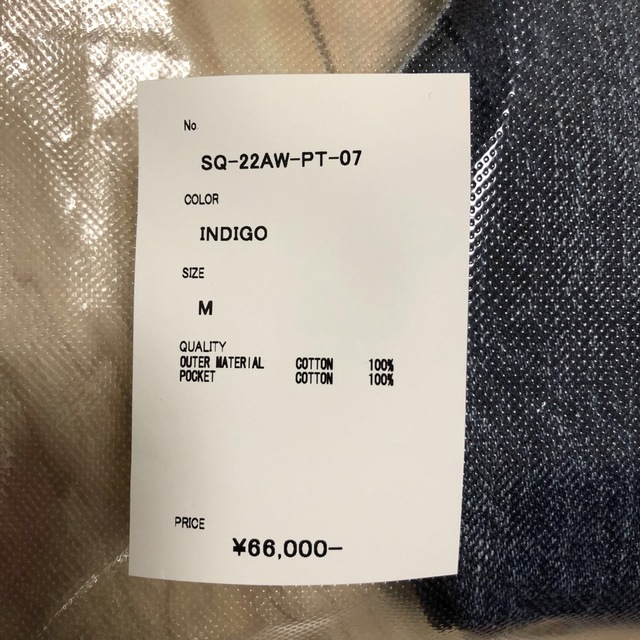 No.
SQ-22AW-PT-07
COLOR
INDIGO
SIZE
M
QUALITY
OUTER MATERIAL COTTON 100%
POCKET COTTON 100%
PRICE
¥66,000-